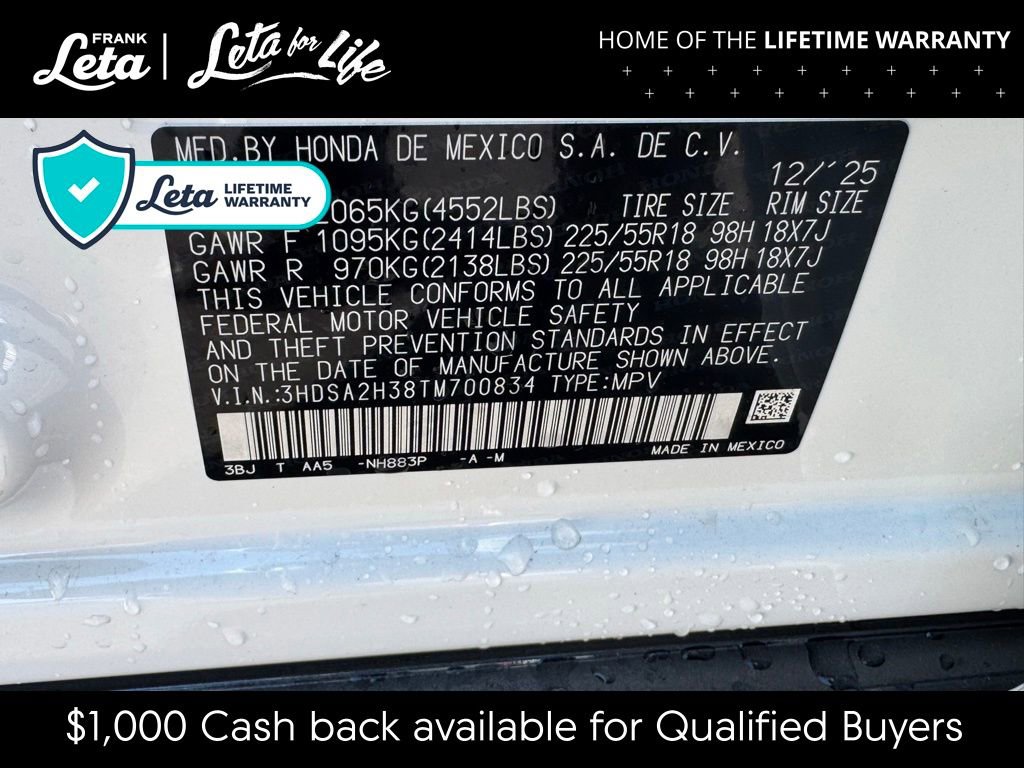 FRANK Leta | Leta for Life
HOME OF THE LIFETIME WARRANTY
MFD.BY HONDA DE MEXICO S.A. DE C.V.
12/'25
2065KG(4552LBS) TIRE SIZE RIM SIZE
GAWR F 1095KG(2414LBS) 225/55R18 98H 18X7J
GAWR R 970KG(2138LBS) 225/55R18 98H 18X7J
THIS VEHICLE CONFORMS TO ALL APPLICABLE
FEDERAL MOTOR VEHICLE SAFETY
AND THEFT PREVENTION STANDARDS IN EFFECT
ON THE DATE OF MANUFACTURE SHOWN ABOVE.
V.I.N.:3HDSA2H38TM700834 TYPE:MPV
3BJ T AA5 -NH883P -A -M
MADE IN MEXICO
Leta LIFETIME
WARRANTY
$1,000 Cash back available for Qualified Buyers